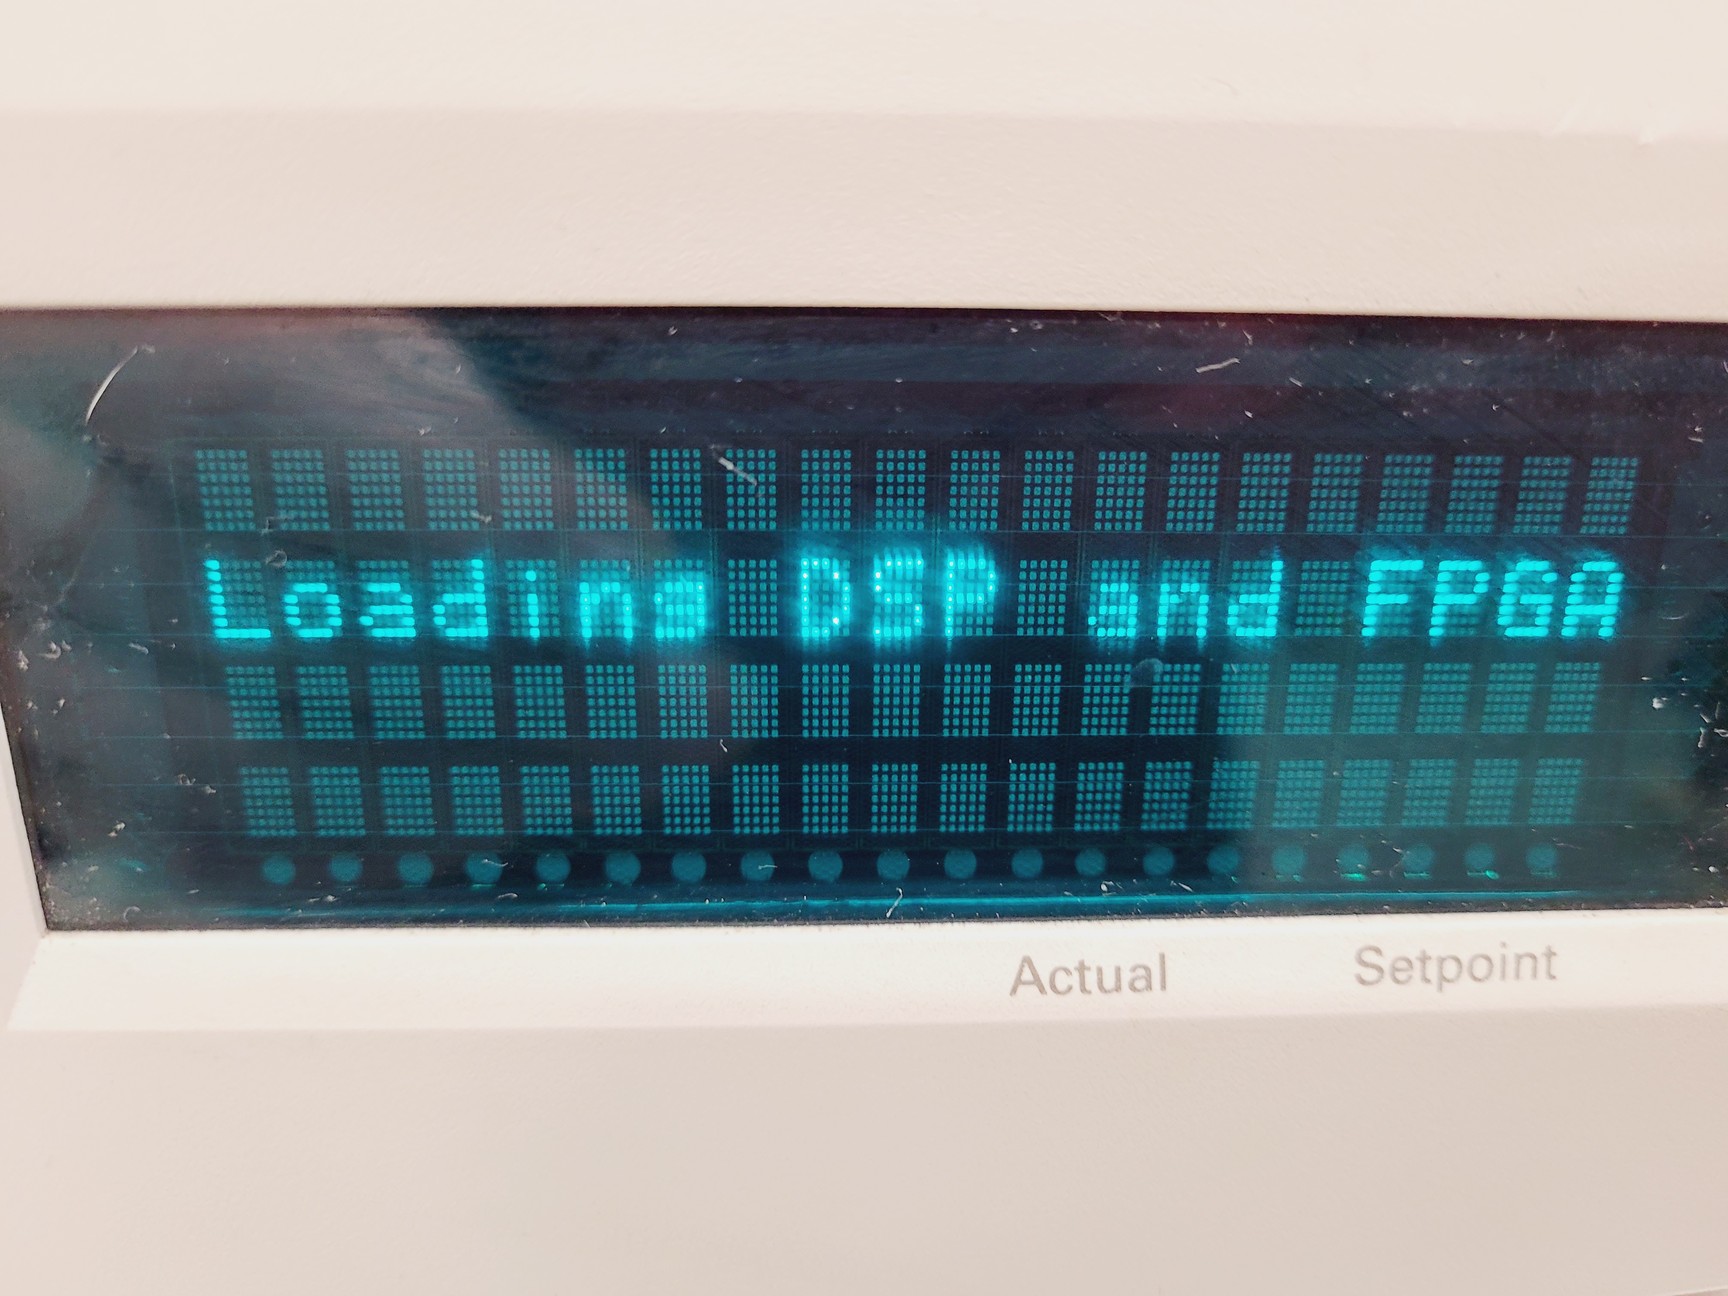 Loading DSP and FPGA
Actual Setpoint